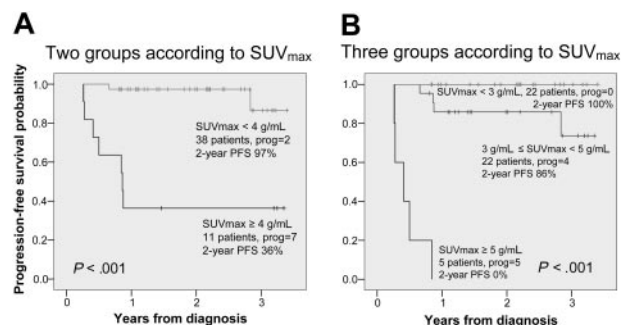 A
Two groups according to SUVmax
Progression-free survival probability
1.0
0.8
0.6
0.4
0.2
0.0
SUVmax < 4 g/mL
38 patients, prog=2
2-year PFS 97%
SUVmax ≥ 4 g/mL
11 patients, prog=7
2-year PFS 36%
P < .001
0 1 2 3
Years from diagnosis
B
Three groups according to SUVmax
1.0
0.8
0.6
0.4
0.2
0.0
SUVmax < 3 g/mL, 22 patients, prog=0
2-year PFS 100%
3 g/mL ≤ SUVmax < 5 g/mL
22 patients, prog=4
2-year PFS 86%
SUVmax ≥ 5 g/mL
5 patients, prog=5
2-year PFS 0%
P < .001
0 1 2 3
Years from diagnosis